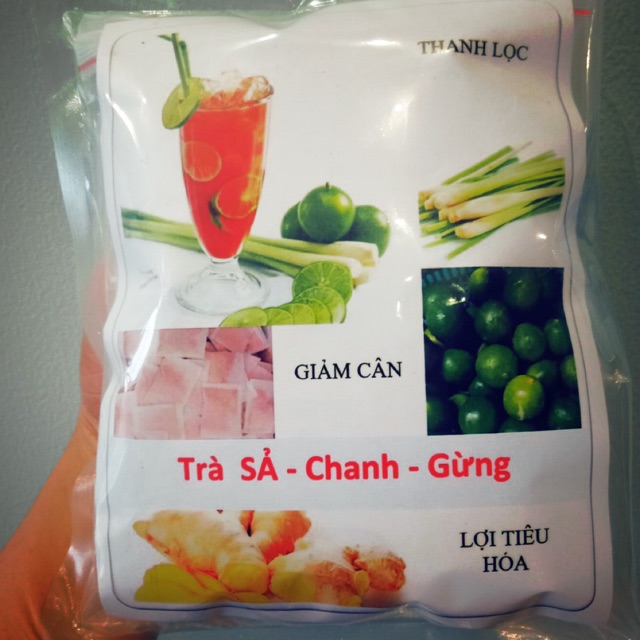 THANH LỌC
GIẢM CÂN
Trà SẢ - Chanh - Gừng
LỢI TIÊU
HÓA